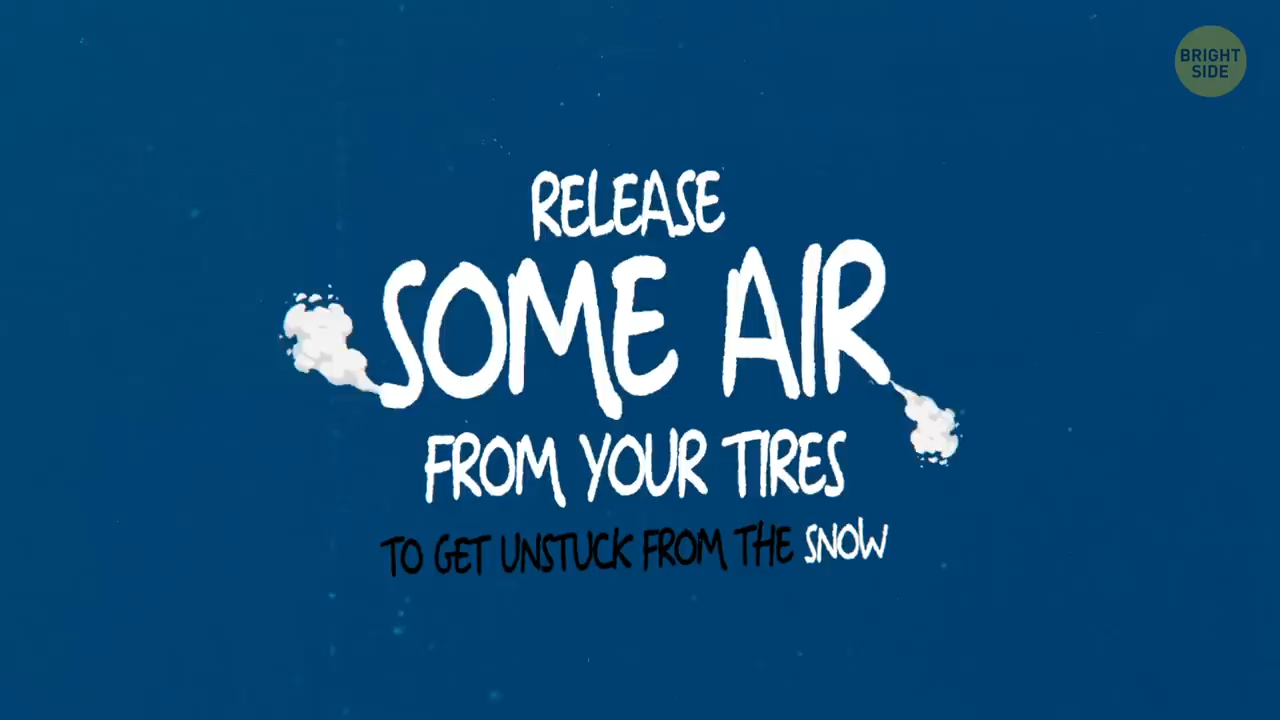 BRIGHT
SIDE
RELEASE
SOME AIR
FROM YOUR TIRES
TO GET UNSTUCK FROM THE SNOW